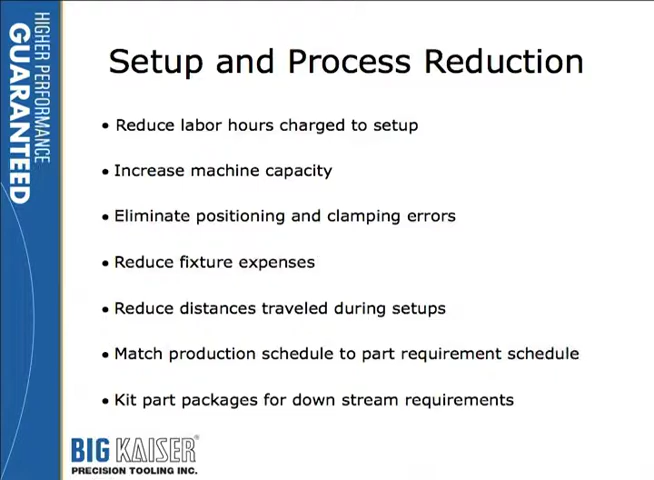 HIGHER PERFORMANCE
GUARANTEED
Setup and Process Reduction
• Reduce labor hours charged to setup
• Increase machine capacity
• Eliminate positioning and clamping errors
• Reduce fixture expenses
• Reduce distances traveled during setups
• Match production schedule to part requirement schedule
• Kit part packages for down stream requirements
BIG KAISER®
PRECISION TOOLING INC.